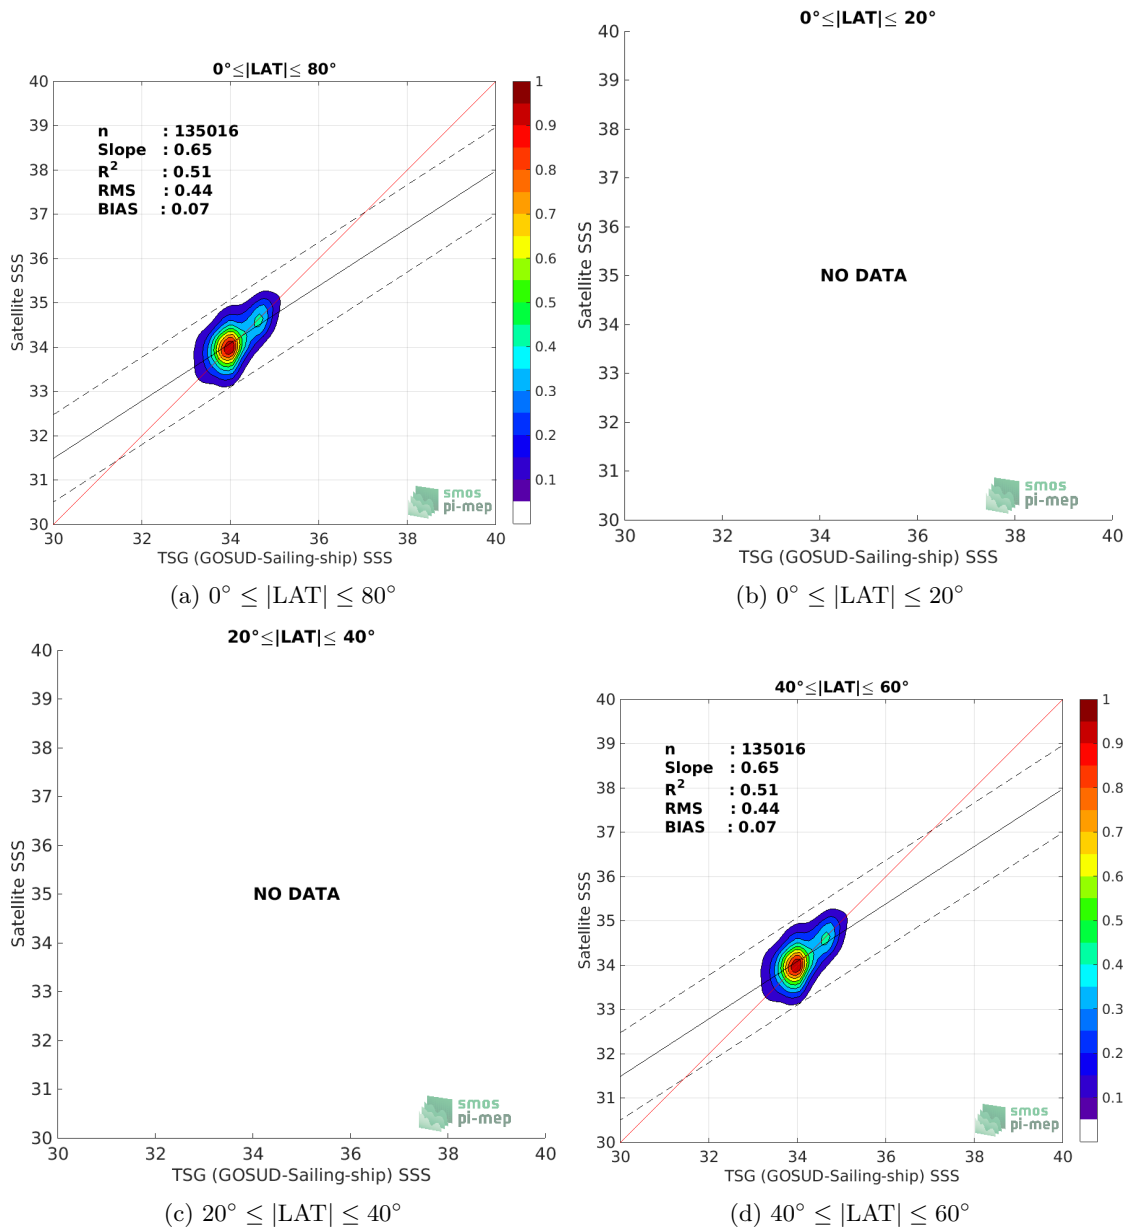 0°≤|LAT|≤ 80°
40
39
38
37
36
35
34
33
32
31
30
30
32
34
36
38
40
Satellite SSS
TSG (GOSUD-Sailing-ship) SSS
n : 135016
Slope : 0.65
R² : 0.51
RMS : 0.44
BIAS : 0.07
1
0.9
0.8
0.7
0.6
0.5
0.4
0.3
0.2
0.1
smos
pi-mep
(a) 0° ≤ |LAT| ≤ 80°
0°≤|LAT|≤ 20°
40
39
38
37
36
35
34
33
32
31
30
30
32
34
36
38
40
Satellite SSS
TSG (GOSUD-Sailing-ship) SSS
NO DATA
smos
pi-mep
(b) 0° ≤ |LAT| ≤ 20°
20°≤|LAT|≤ 40°
40
39
38
37
36
35
34
33
32
31
30
30
32
34
36
38
40
Satellite SSS
TSG (GOSUD-Sailing-ship) SSS
NO DATA
smos
pi-mep
(c) 20° ≤ |LAT| ≤ 40°
40°≤|LAT|≤ 60°
40
39
38
37
36
35
34
33
32
31
30
30
32
34
36
38
40
Satellite SSS
TSG (GOSUD-Sailing-ship) SSS
n : 135016
Slope : 0.65
R² : 0.51
RMS : 0.44
BIAS : 0.07
1
0.9
0.8
0.7
0.6
0.5
0.4
0.3
0.2
0.1
smos
pi-mep
(d) 40° ≤ |LAT| ≤ 60°